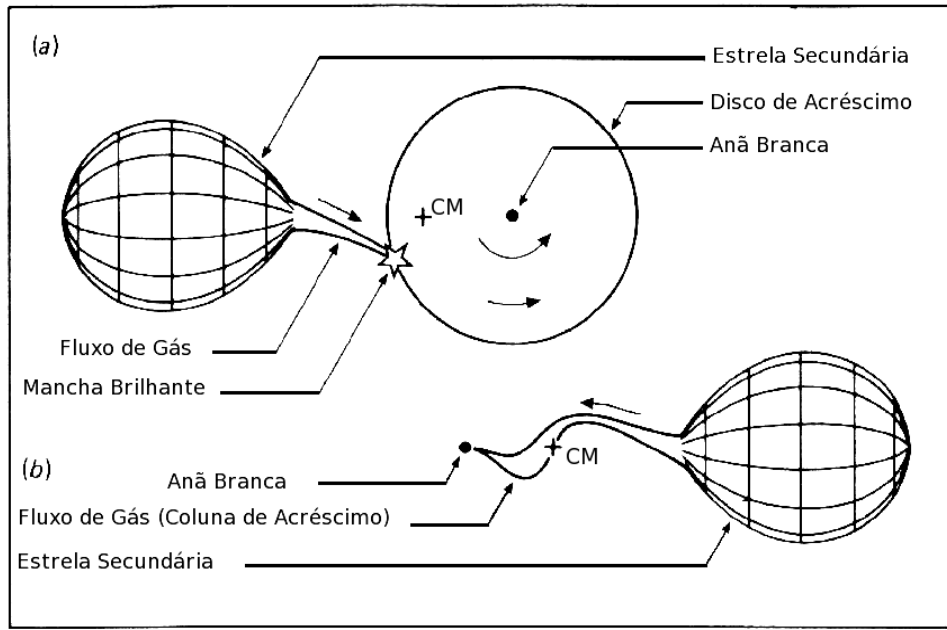 (a)
Estrela Secundária
Disco de Acréscimo
Anã Branca
CM
Fluxo de Gás
Mancha Brilhante
(b)
CM
Anã Branca
Fluxo de Gás (Coluna de Acréscimo)
Estrela Secundária